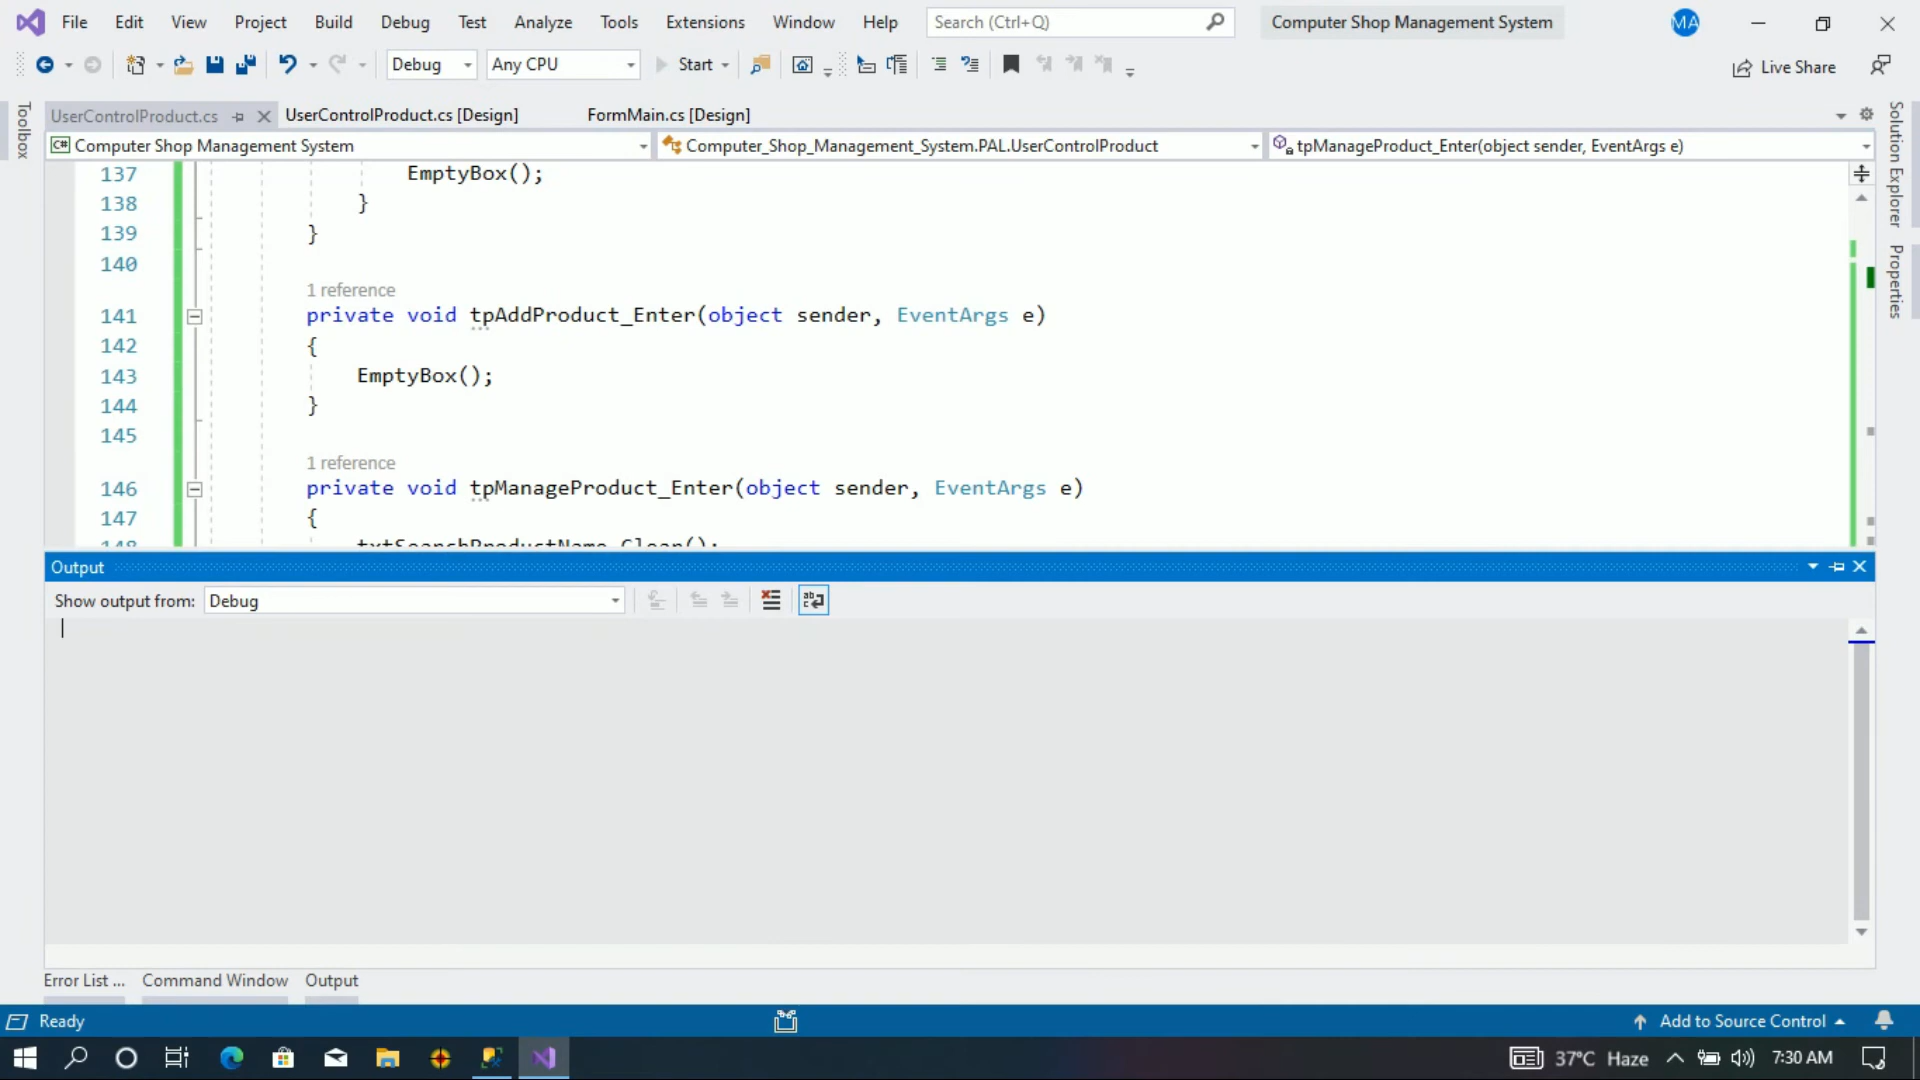 File Edit View Project Build Debug Test Analyze Tools Extensions Window Help Search (Ctrl+Q) Computer Shop Management System MA
Debug Any CPU Start Live Share
UserControlProduct.cs UserControlProduct.cs [Design] FormMain.cs [Design]
Computer Shop Management System Computer_Shop_Management_System.PAL.UserControlProduct tpManageProduct_Enter(object sender, EventArgs e)
Toolbox
Solution Explorer
Properties
137 EmptyBox();
138 }
139 }
140
1 reference
141 private void tpAddProduct_Enter(object sender, EventArgs e)
142 {
143 EmptyBox();
144 }
145
1 reference
146 private void tpManageProduct_Enter(object sender, EventArgs e)
147 {
148 txtSearchProductName.Clear();
Output
Show output from: Debug
Error List ... Command Window Output
Ready Add to Source Control
37°C Haze 7:30 AM